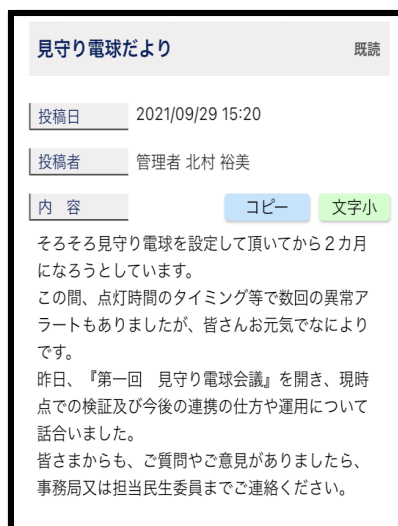 見守り電球だより 既読
投稿日 2021/09/29 15:20
投稿者 管理者 北村 裕美
内　容 コピー 文字小
そろそろ見守り電球を設定して頂いてから２カ月
になろうとしています。
この間、点灯時間のタイミング等で数回の異常ア
ラートもありましたが、皆さんお元気でなにより
です。
昨日、『第一回　見守り電球会議』を開き、現時
点での検証及び今後の連携の仕方や運用について
話合いました。
皆さまからも、ご質問やご意見がありましたら、
事務局又は担当民生委員までご連絡ください。